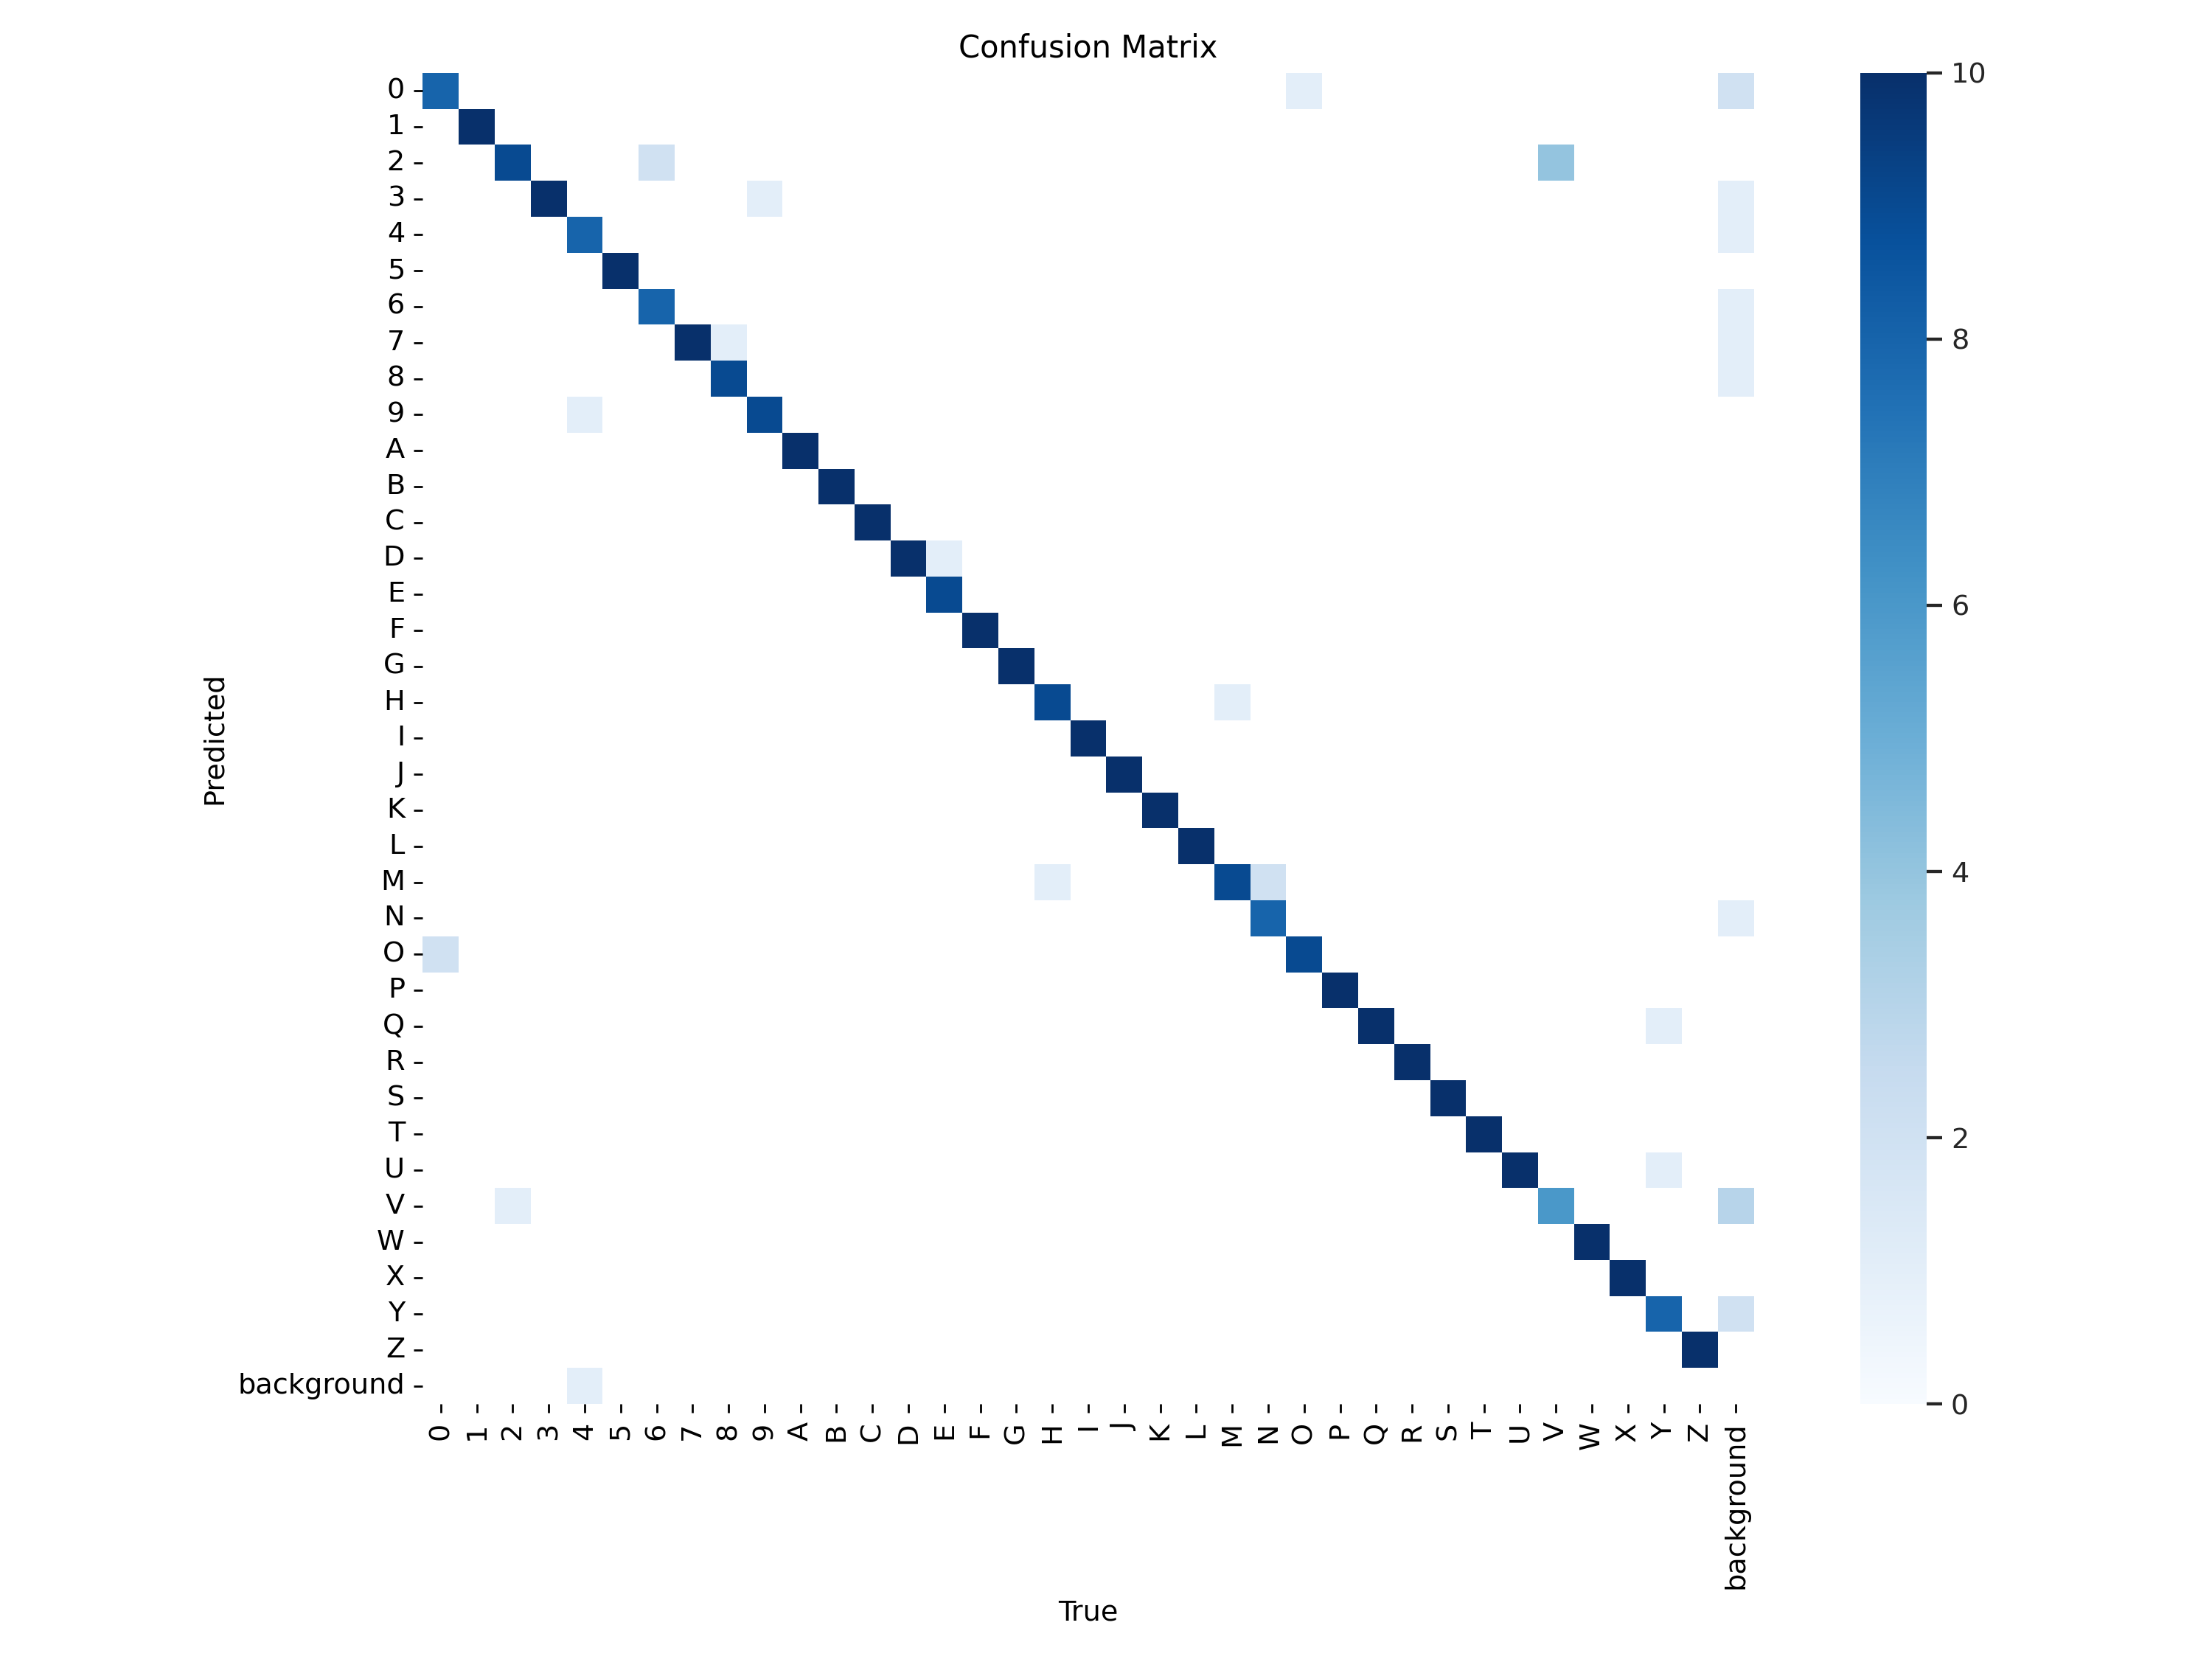 Confusion Matrix
Predicted
0
1
2
3
4
5
6
7
8
9
A
B
C
D
E
F
G
H
I
J
K
L
M
N
O
P
Q
R
S
T
U
V
W
X
Y
Z
background
0 1 2 3 4 5 6 7 8 9 A B C D E F G H I J K L M N O P Q R S T U V W X Y Z background
True
10
8
6
4
2
0